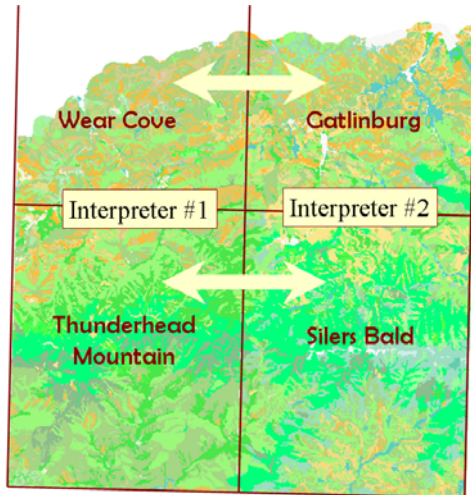 Wear Cove
Gatlinburg
Interpreter #1
Interpreter #2
Thunderhead
Mountain
Silers Bald